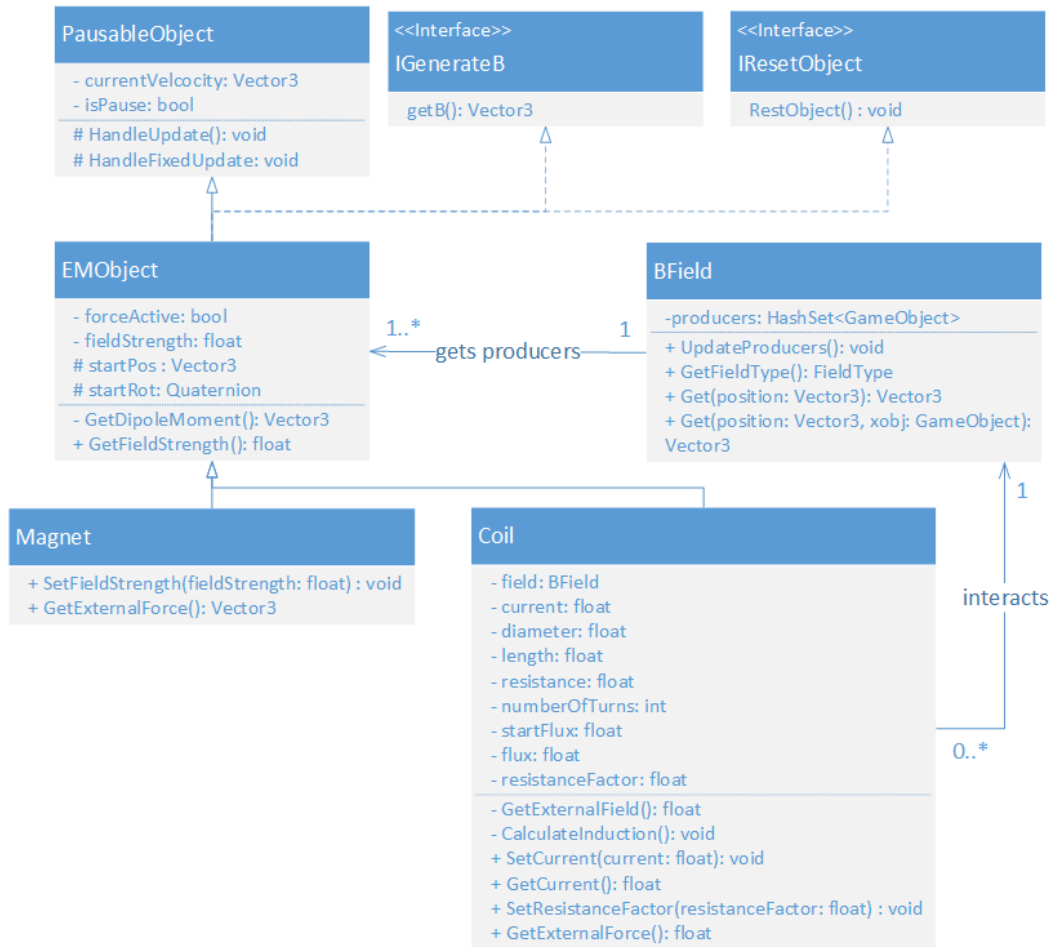 PausableObject
- currentVelcocity: Vector3
- isPause: bool
# HandleUpdate(): void
# HandleFixedUpdate: void
<<Interface>>
IGenerateB
getB(): Vector3
<<Interface>>
IResetObject
RestObject() : void
EMObject
- forceActive: bool
- fieldStrength: float
# startPos : Vector3
# startRot: Quaternion
- GetDipoleMoment(): Vector3
+ GetFieldStrength(): float
1..*
gets producers
1
BField
-producers: HashSet<GameObject>
+ UpdateProducers(): void
+ GetFieldType(): FieldType
+ Get(position: Vector3): Vector3
+ Get(position: Vector3, xobj: GameObject):
Vector3
Magnet
+ SetFieldStrength(fieldStrength: float) : void
+ GetExternalForce(): Vector3
Coil
- field: BField
- current: float
- diameter: float
- length: float
- resistance: float
- numberOfTurns: int
- startFlux: float
- flux: float
- resistanceFactor: float
- GetExternalField(): float
- CalculateInduction(): void
+ SetCurrent(current: float): void
+ GetCurrent(): float
+ SetResistanceFactor(resistanceFactor: float) : void
+ GetExternalForce(): float
1
interacts
0..*